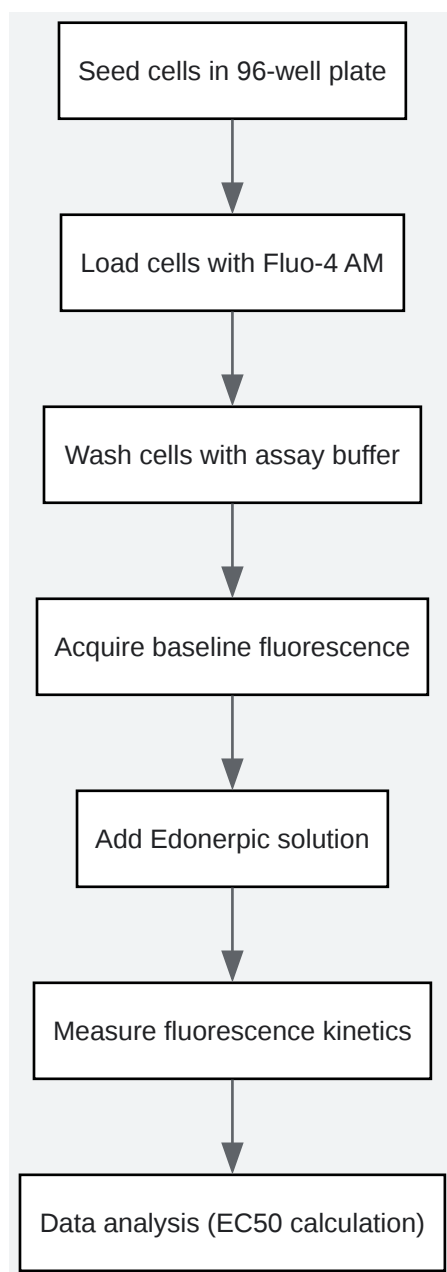 Seed cells in 96-well plate
Load cells with Fluo-4 AM
Wash cells with assay buffer
Acquire baseline fluorescence
Add Edonerpic solution
Measure fluorescence kinetics
Data analysis (EC50 calculation)